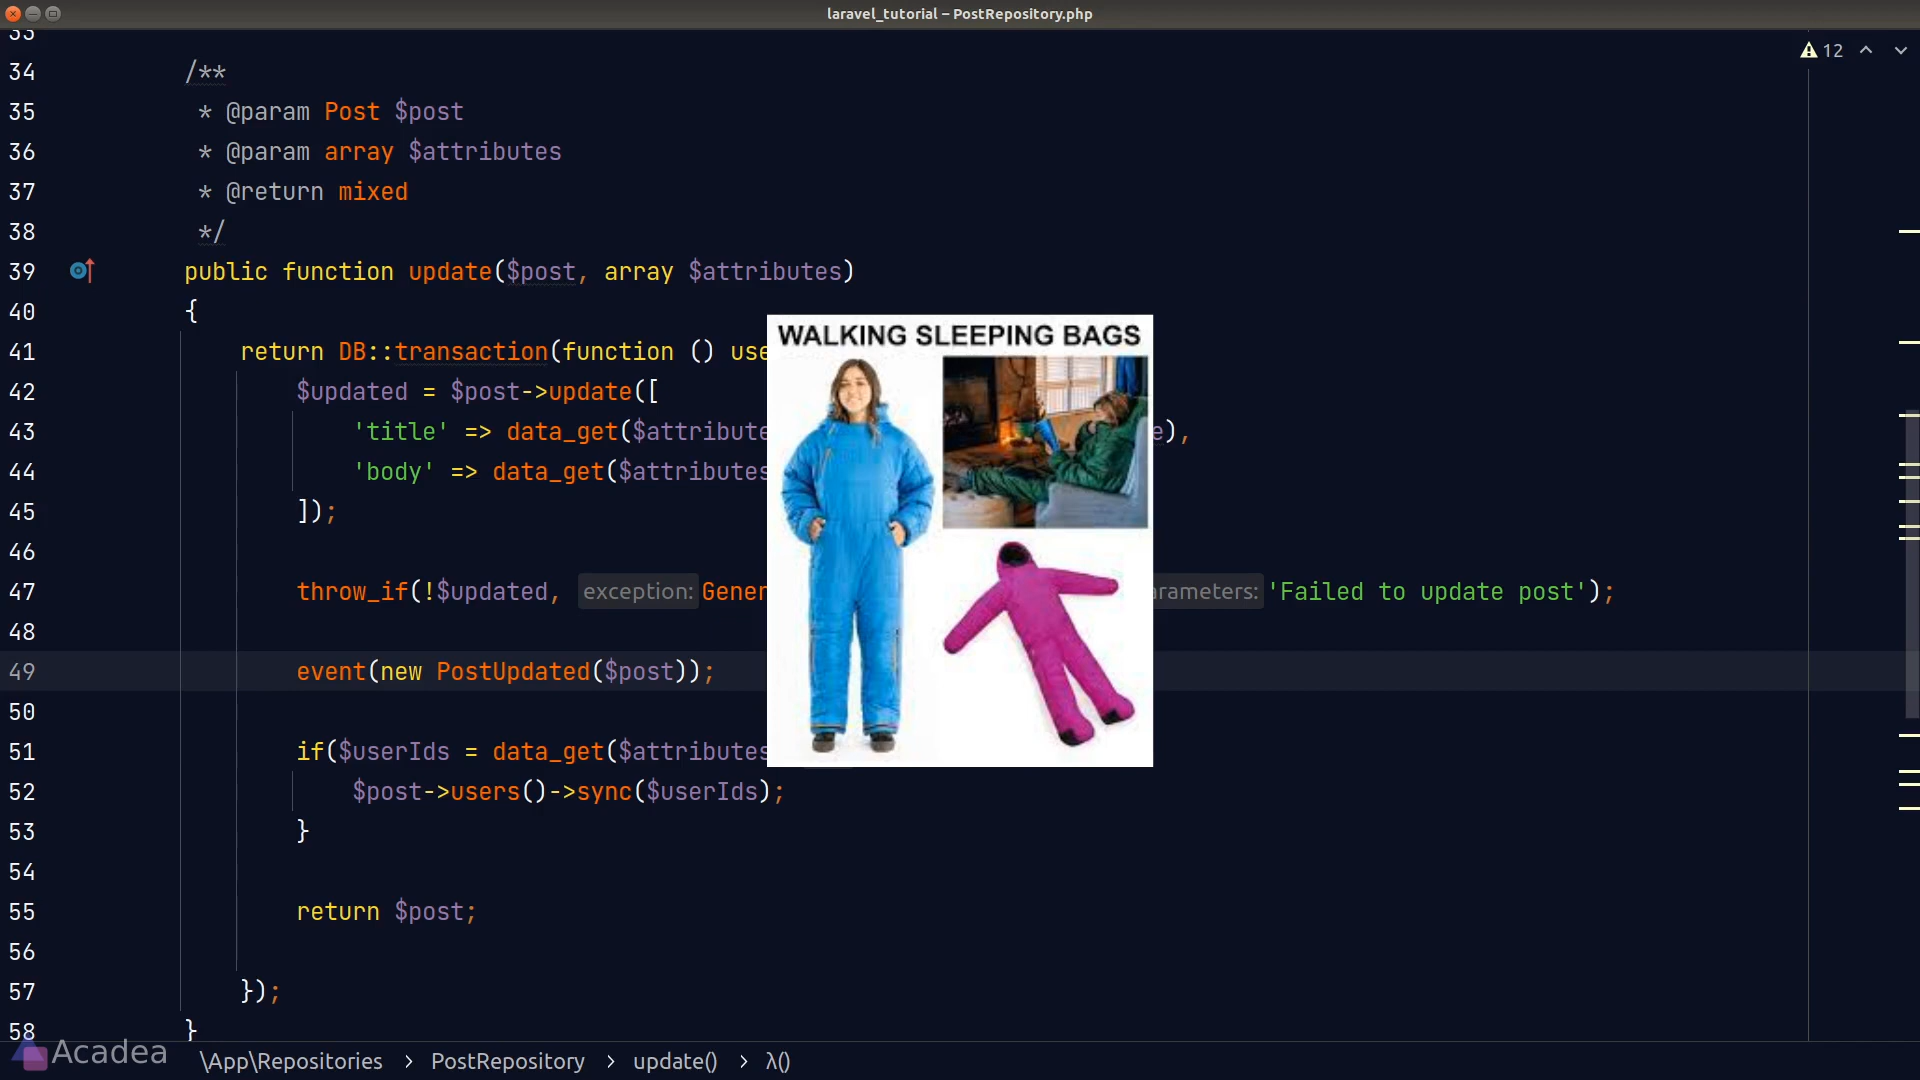 laravel_tutorial – PostRepository.php
33
12
34 /**
35 * @param Post $post
36 * @param array $attributes
37 * @return mixed
38 */
39 public function update($post, array $attributes)
40 {
41 return DB::transaction(function () use
42 $updated = $post->update([
43 'title' => data_get($attribute e),
44 'body' => data_get($attributes
45 ]);
46
47 throw_if(!$updated, exception: Gener arameters: 'Failed to update post');
48
49 event(new PostUpdated($post));
50
51 if($userIds = data_get($attributes
52 $post->users()->sync($userIds);
53 }
54
55 return $post;
56
57 });
58 }
WALKING SLEEPING BAGS
Acadea
\App\Repositories > PostRepository > update() > λ()